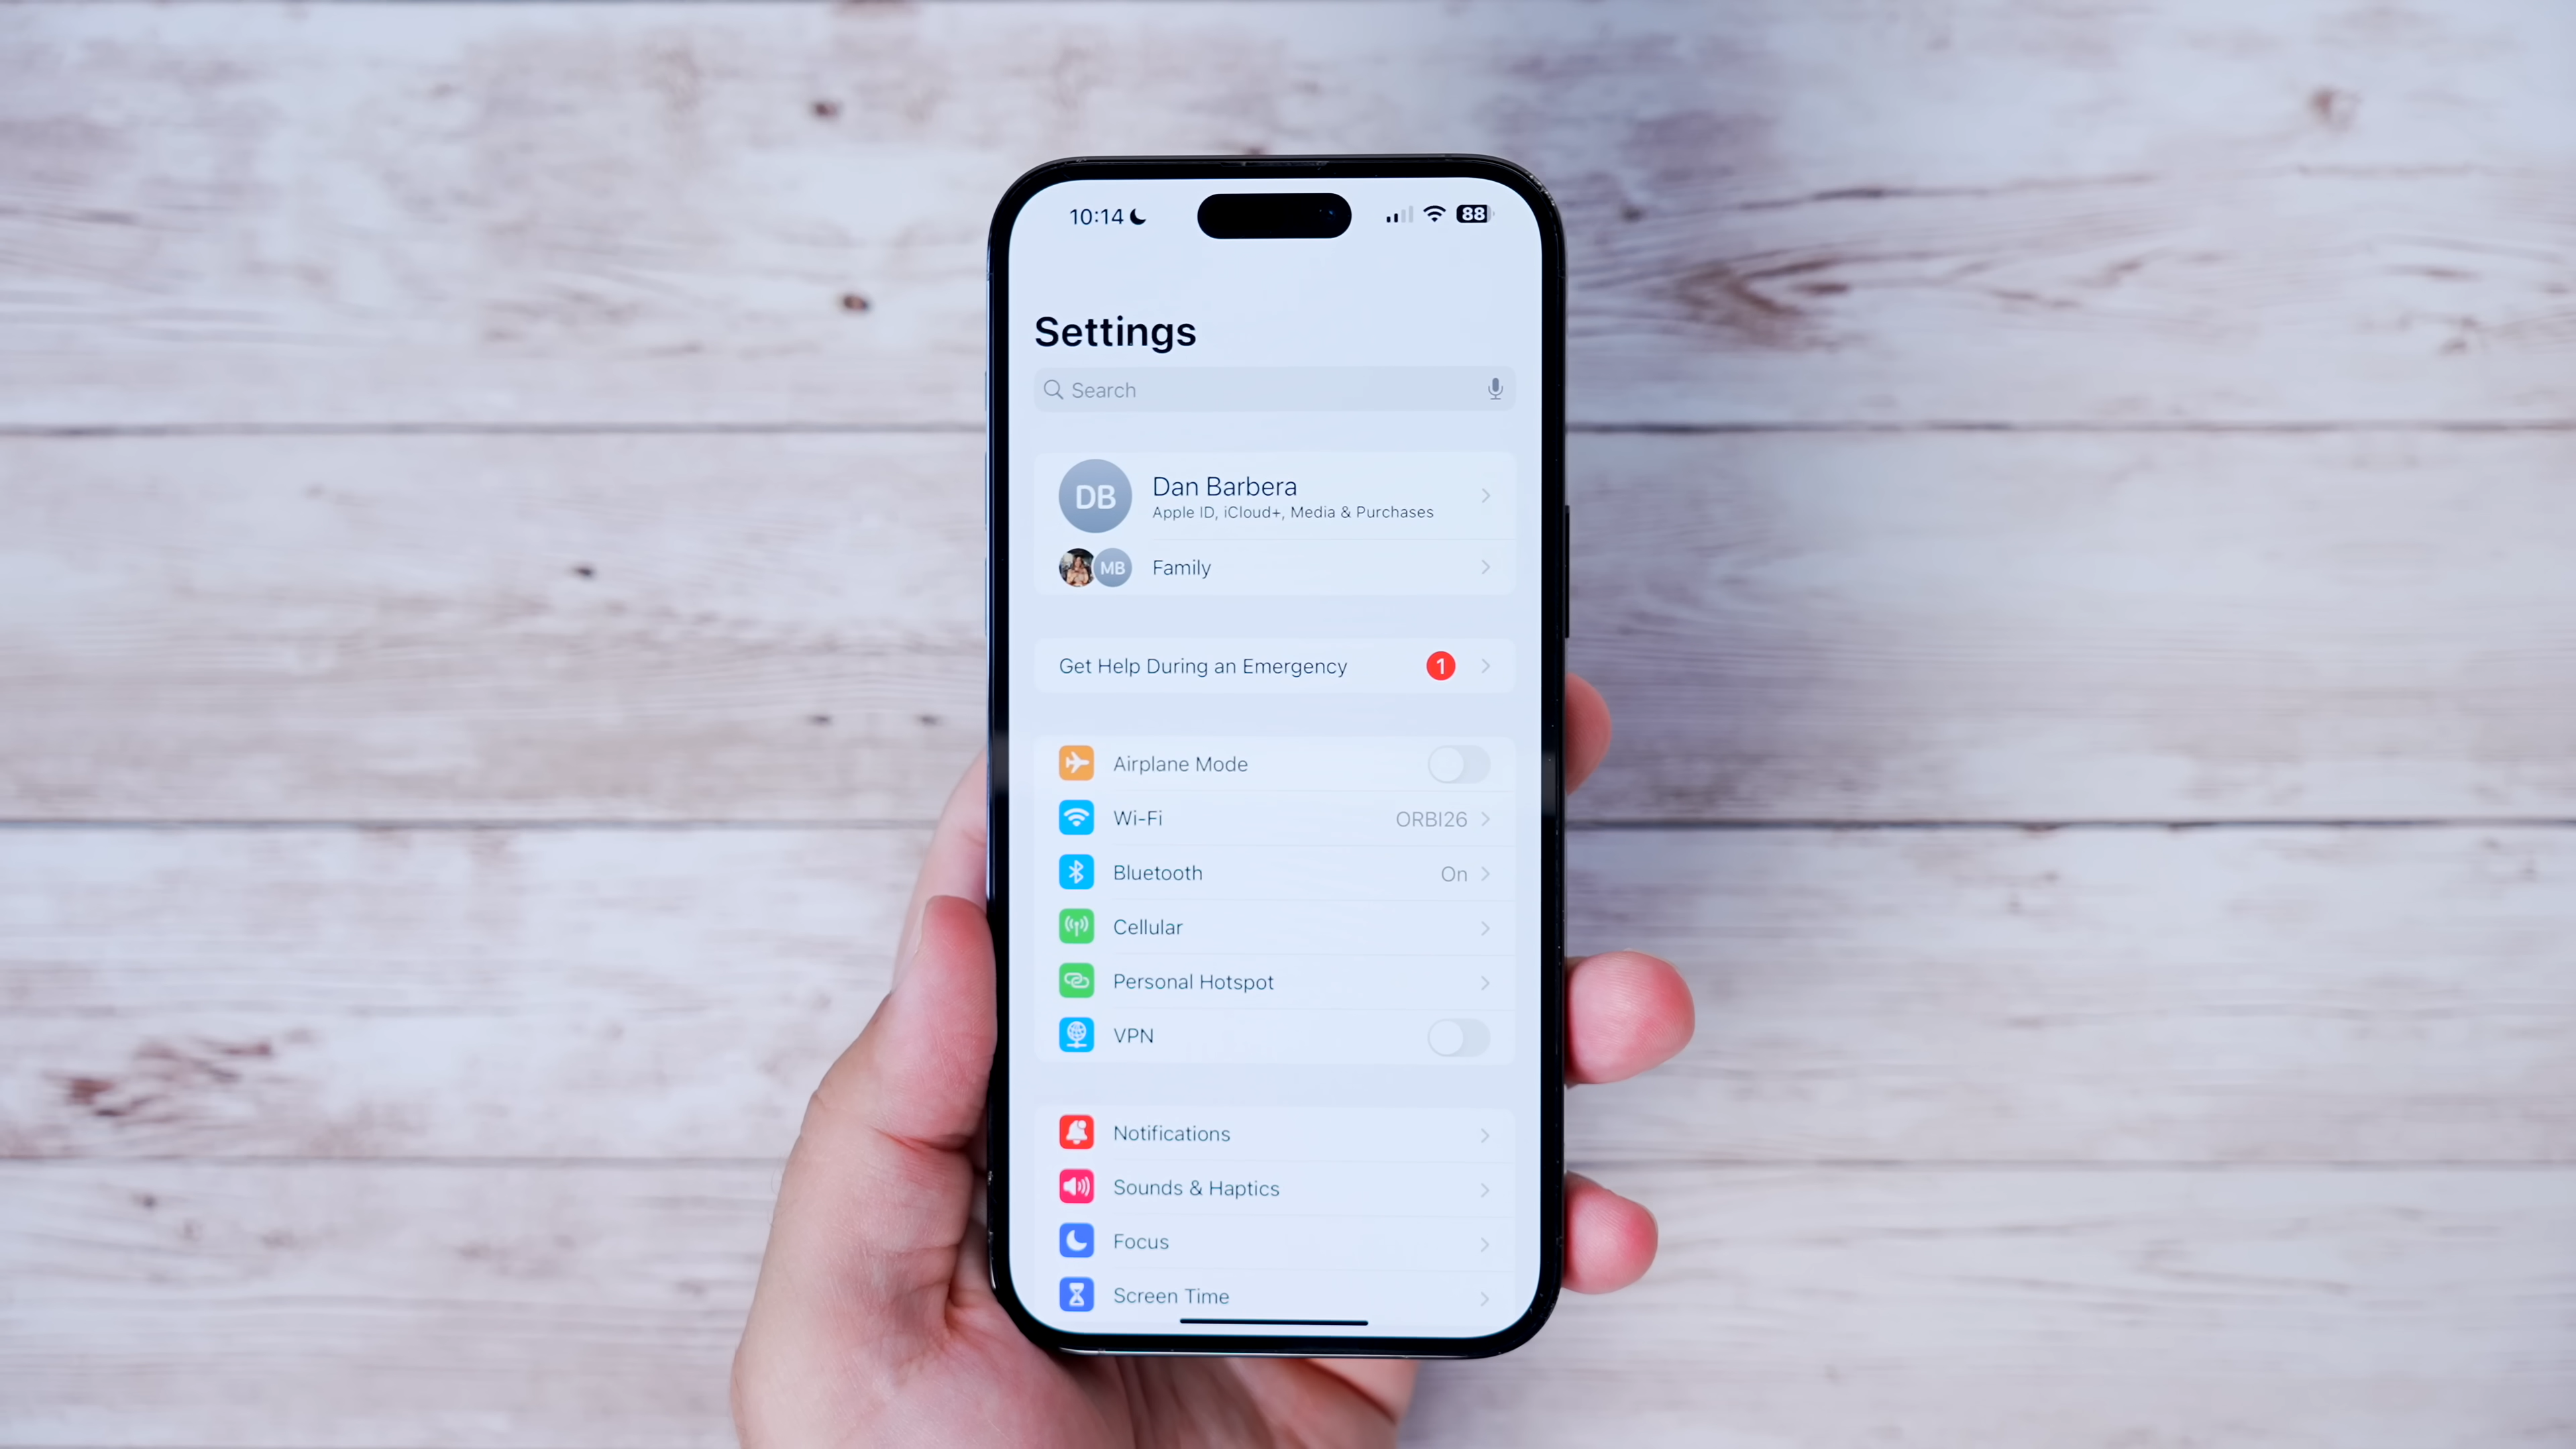 10:14
88
Settings
Search
DB
Dan Barbera
Apple ID, iCloud+, Media & Purchases
MB
Family
Get Help During an Emergency 1
Airplane Mode
Wi-Fi ORBI26
Bluetooth On
Cellular
Personal Hotspot
VPN
Notifications
Sounds & Haptics
Focus
Screen Time